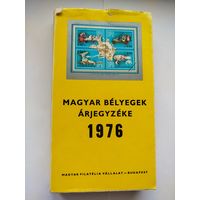 MAGYAR BÉLYEGEK
ÁRJEGYZÉKE
1976
MAGYAR FILATÉLIA VÁLLALAT - BUDAPEST